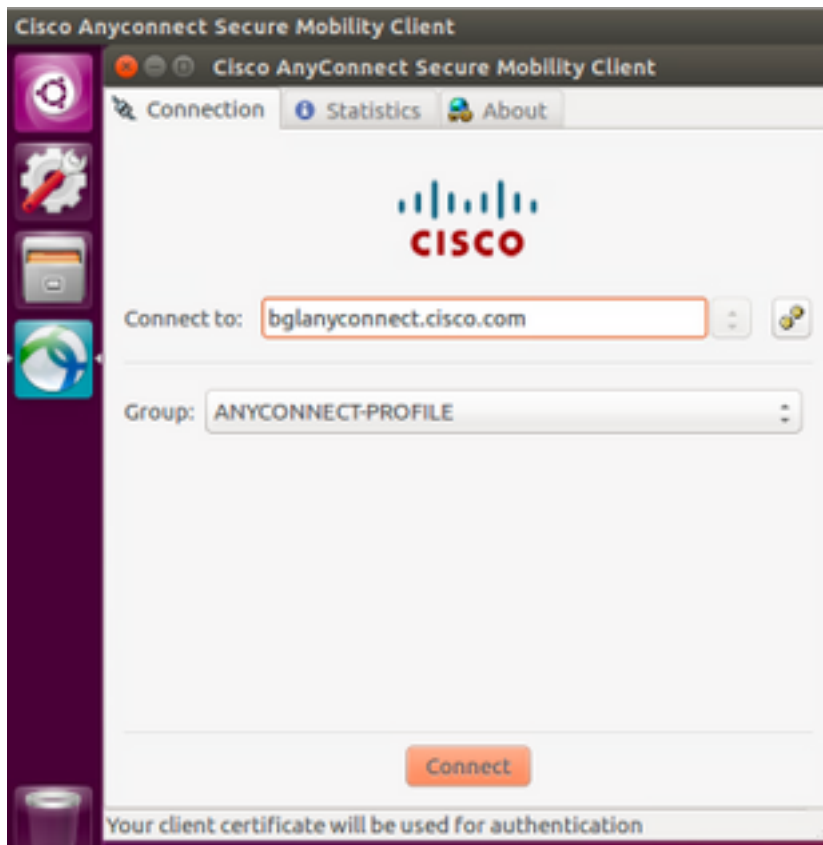 Cisco Anyconnect Secure Mobility Client
Cisco AnyConnect Secure Mobility Client
Connection Statistics About
CISCO
Connect to: bglanyconnect.cisco.com
Group: ANYCONNECT-PROFILE
Connect
Your client certificate will be used for authentication